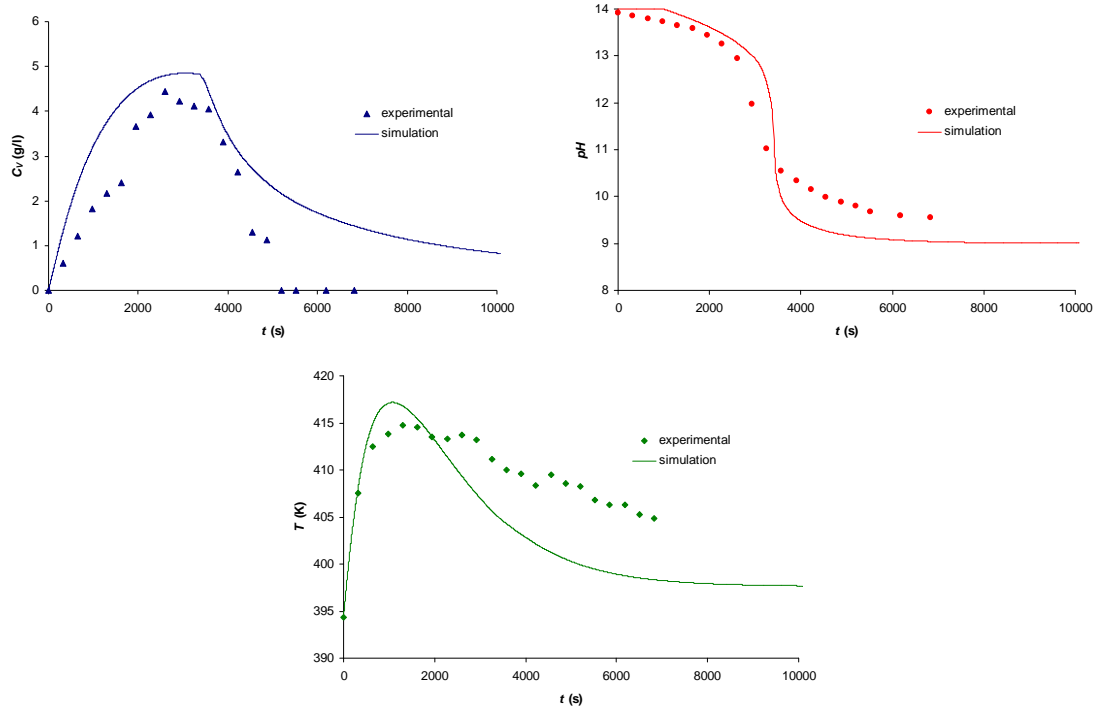 6
5
4
3
2
1
0
C_V (g/l)
0 2000 4000 6000 8000 10000
t (s)
experimental
simulation
14
13
12
11
10
9
8
pH
0 2000 4000 6000 8000 10000
t (s)
experimental
simulation
420
415
410
405
400
395
390
T (K)
0 2000 4000 6000 8000 10000
t (s)
experimental
simulation